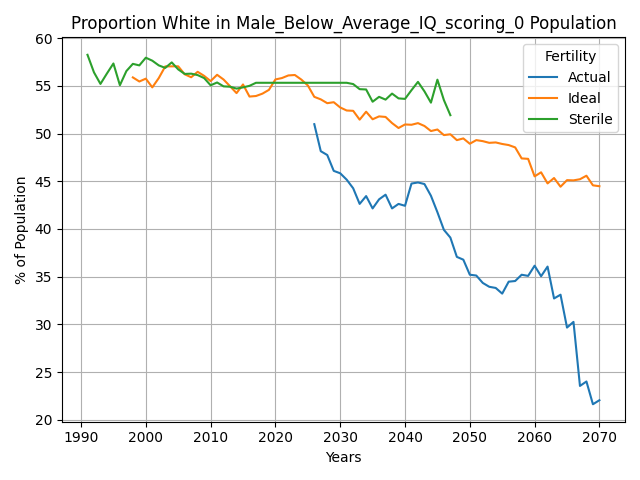 Proportion White in Male_Below_Average_IQ_scoring_0 Population
60
55
50
45
40
35
30
25
20
% of Population
Fertility
Actual
Ideal
Sterile
1990 2000 2010 2020 2030 2040 2050 2060 2070
Years